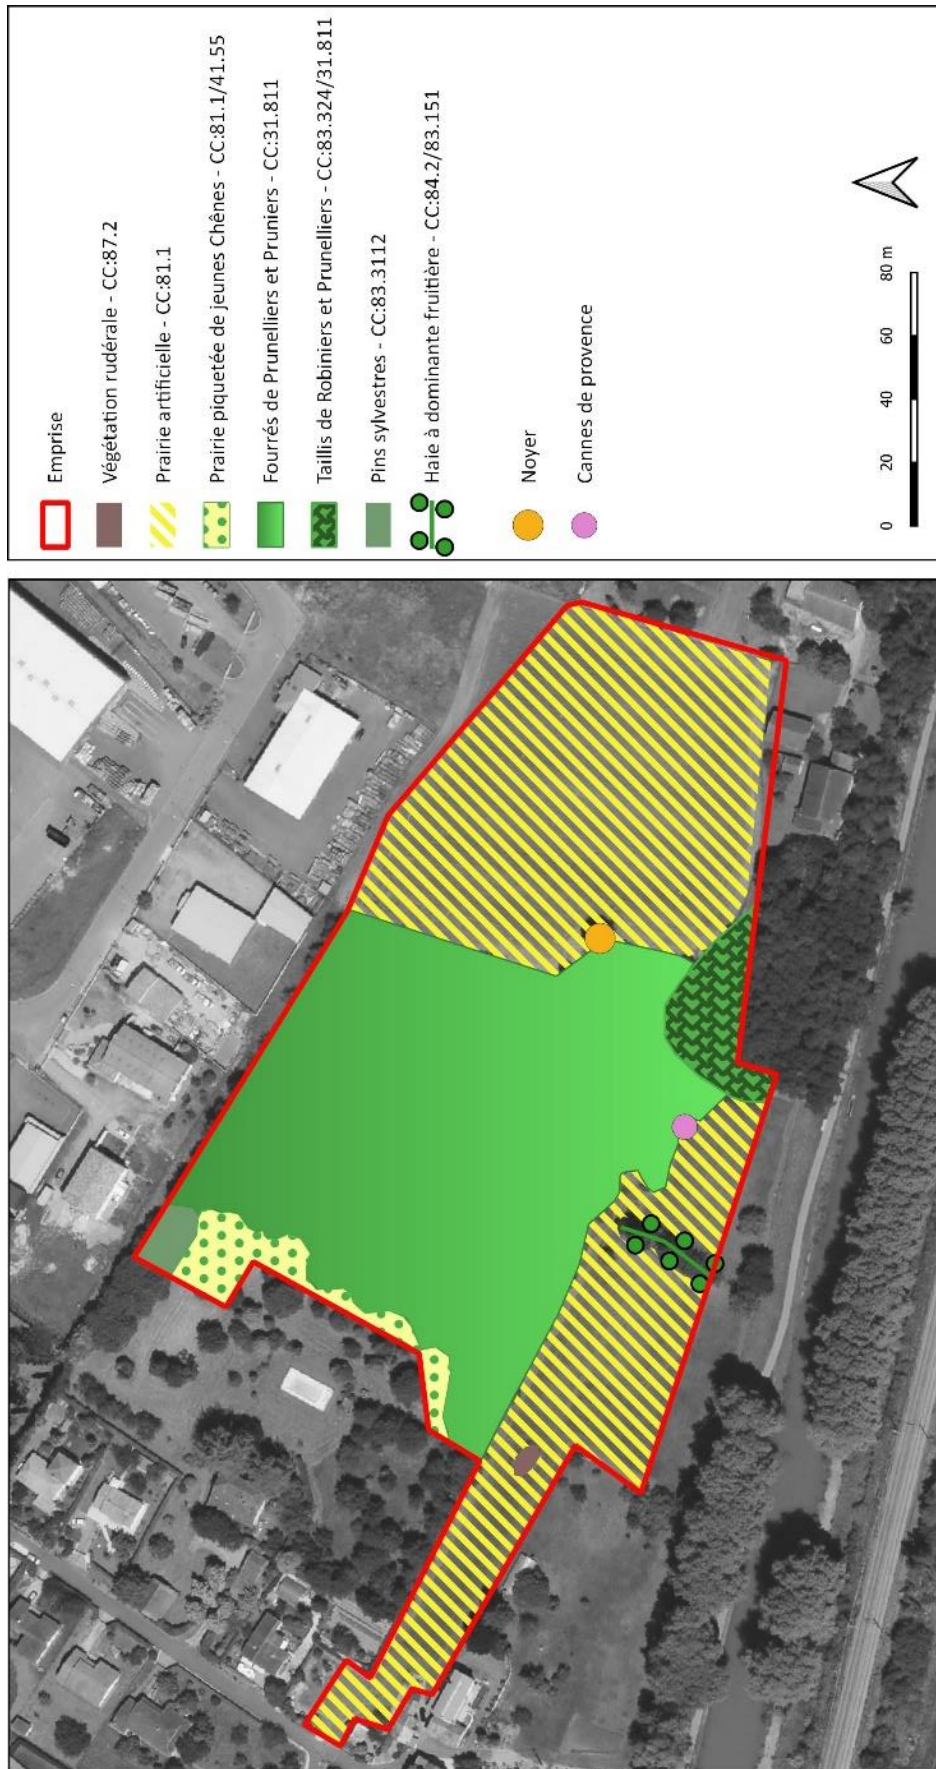 Emprise
Végétation rudérale - CC:87.2
Prairie artificielle - CC:81.1
Prairie piquetée de jeunes Chênes - CC:81.1/41.55
Fourrés de Prunelliers et Pruniers - CC:31.811
Taillis de Robiniers et Prunelliers - CC:83.324/31.811
Pins sylvestres - CC:83.3112
Haie à dominante fruitière - CC:84.2/83.151
Noyer
Cannes de provence
0 20 40 60 80 m